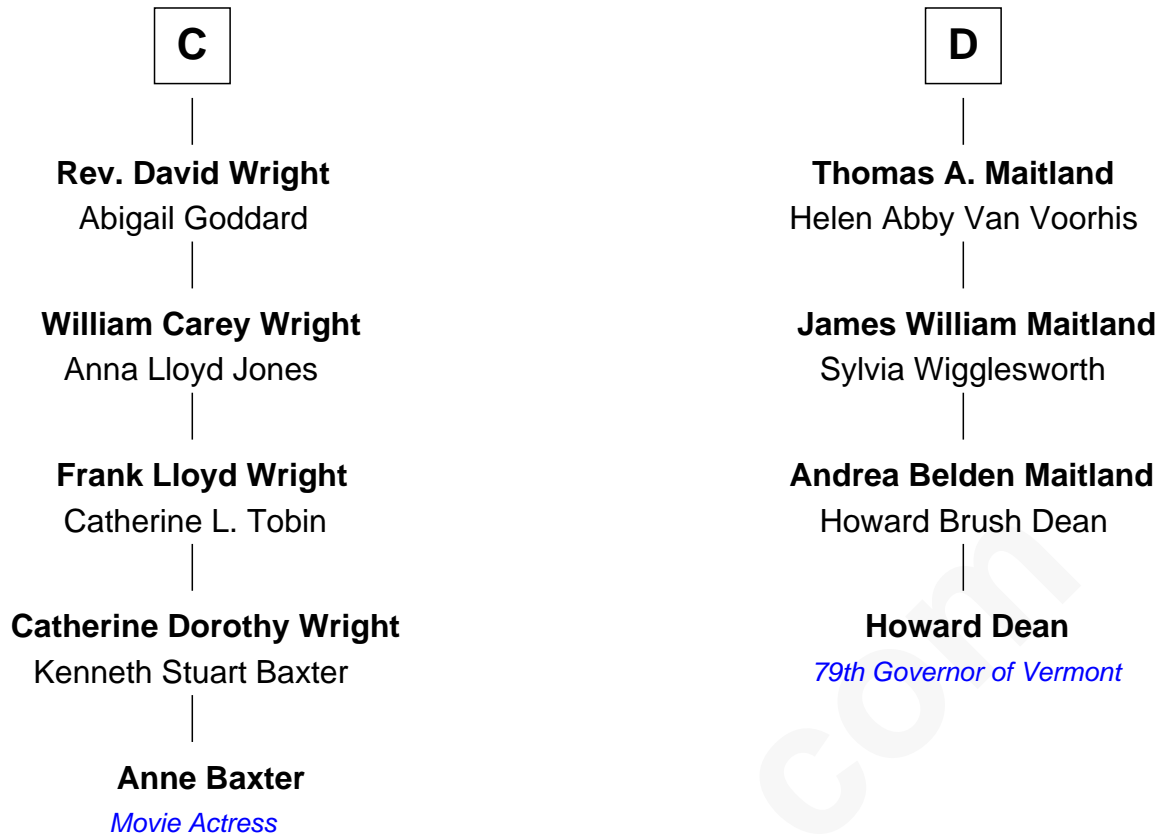 C
Rev. David Wright
Abigail Goddard
William Carey Wright
Anna Lloyd Jones
Frank Lloyd Wright
Catherine L. Tobin
Catherine Dorothy Wright
Kenneth Stuart Baxter
Anne Baxter
Movie Actress
D
Thomas A. Maitland
Helen Abby Van Voorhis
James William Maitland
Sylvia Wigglesworth
Andrea Belden Maitland
Howard Brush Dean
Howard Dean
79th Governor of Vermont
com